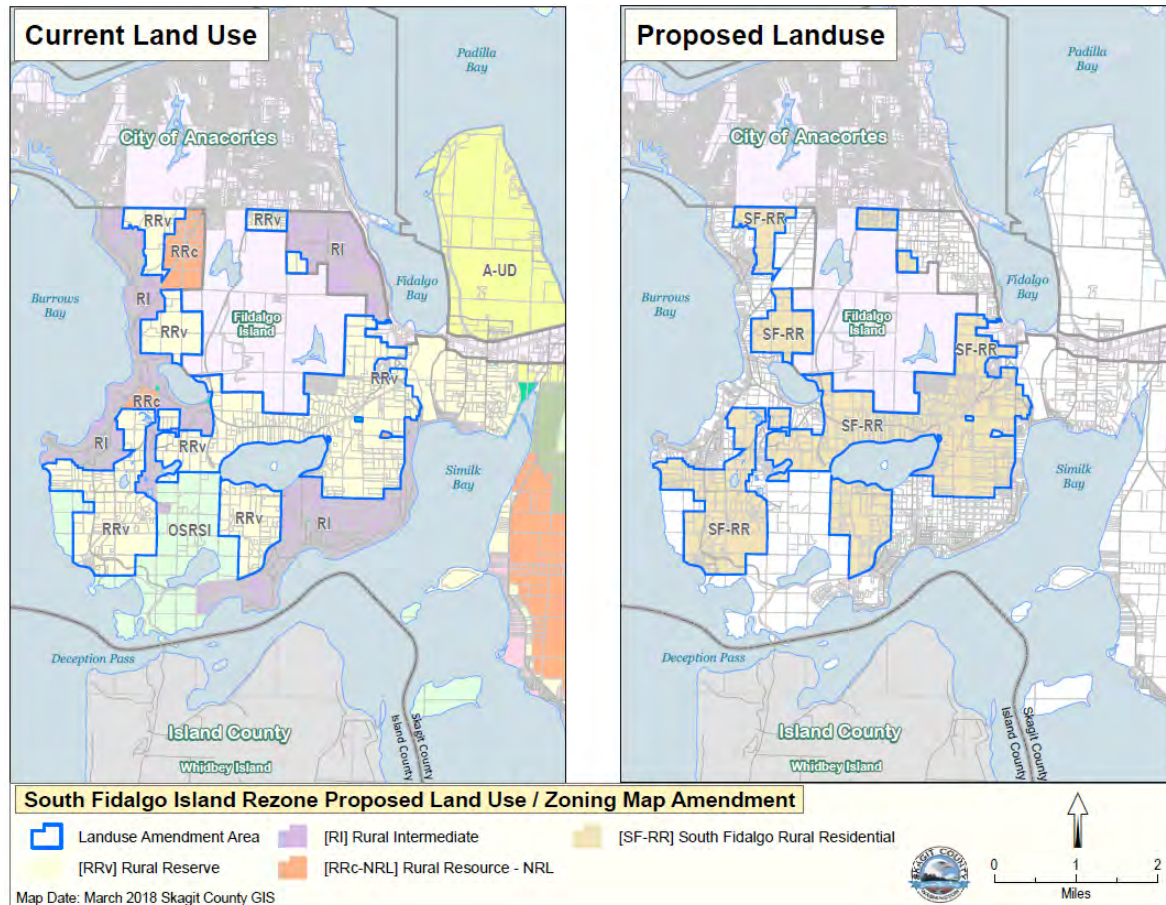 Current Land Use
Padilla
Bay
City of Anacortes
RRv
RRv
RRc
RI
A-UD
Fidalgo
Bay
Burrows
Bay
RI
RRv
Fildalgo
Island
RRv
RRc
RI
RRv
Similk
Bay
RRv
OSRSI
RRv
RI
Deception Pass
Skagit County
Island County
Island County
Whidbey Island
Proposed Landuse
Padilla
Bay
City of Anacortes
SF-RR
Fidalgo
Bay
Burrows
Bay
Fildalgo
Island
SF-RR
SF-RR
SF-RR
Similk
Bay
SF-RR
Deception Pass
Skagit County
Island County
Island County
Whidbey Island
South Fidalgo Island Rezone Proposed Land Use / Zoning Map Amendment
Landuse Amendment Area
[RI] Rural Intermediate
[SF-RR] South Fidalgo Rural Residential
[RRv] Rural Reserve
[RRc-NRL] Rural Resource - NRL
SKAGIT COUNTY
WASHINGTON
0 1 2
Miles
Map Date: March 2018 Skagit County GIS